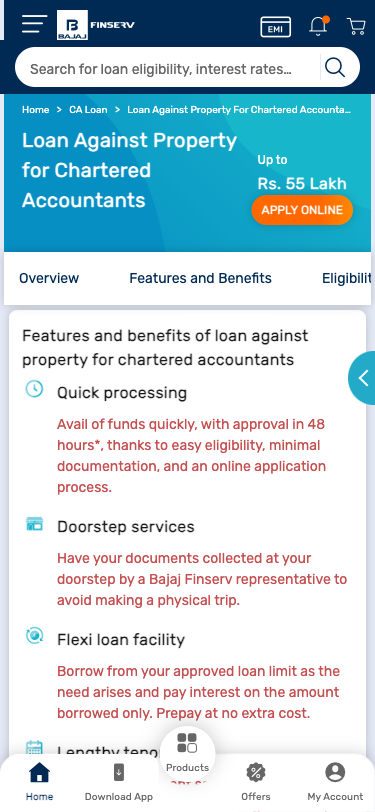 B
BAJAJ
FINSERV
EMI
Search for loan eligibility, interest rates...
Home > CA Loan > Loan Against Property For Chartered Accounta...
Loan Against Property
for Chartered
Accountants
Up to
Rs. 55 Lakh
APPLY ONLINE
Overview Features and Benefits Eligibilit
Features and benefits of loan against
property for chartered accountants
Quick processing
Avail of funds quickly, with approval in 48
hours*, thanks to easy eligibility, minimal
documentation, and an online application
process.
Doorstep services
Have your documents collected at your
doorstep by a Bajaj Finserv representative to
avoid making a physical trip.
Flexi loan facility
Borrow from your approved loan limit as the
need arises and pay interest on the amount
borrowed only. Prepay at no extra cost.
Lengthy teno
Home Download App Products Offers My Account